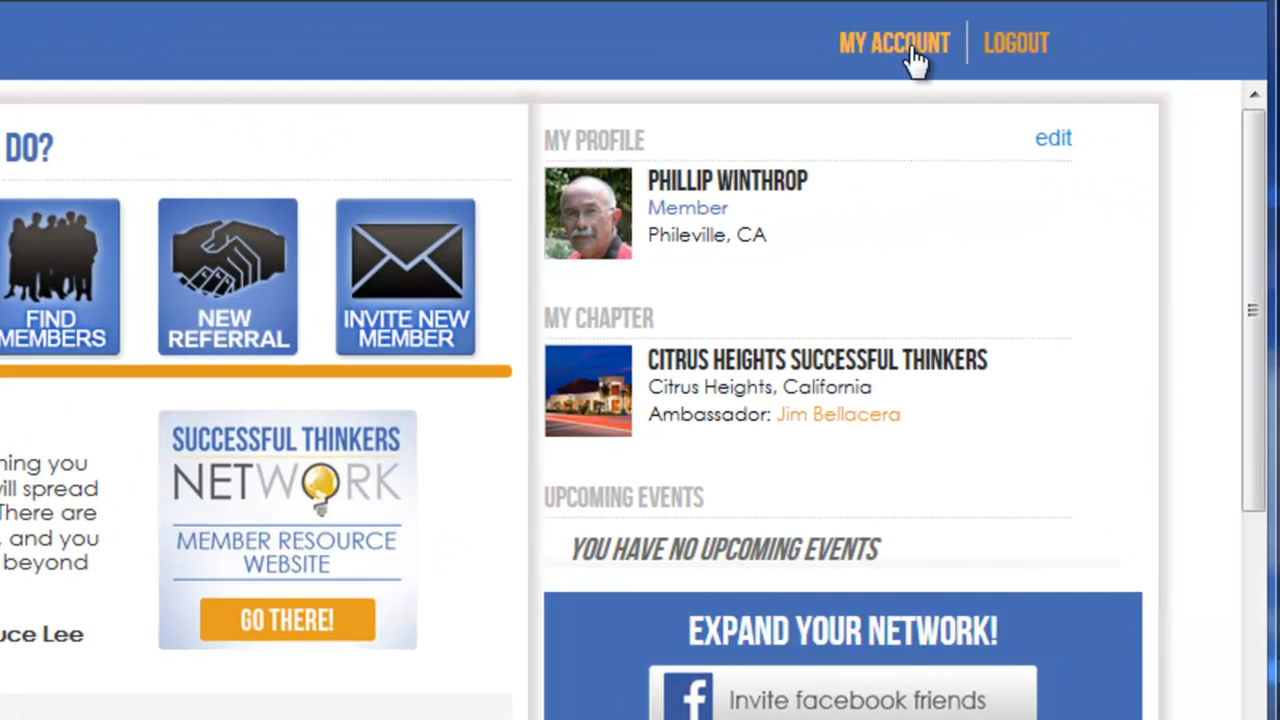 MY ACCOUNT
LOGOUT
DO?
FIND
MEMBERS
NEW
REFERRAL
INVITE NEW
MEMBER
SUCCESSFUL THINKERS
NETWORK
MEMBER RESOURCE
WEBSITE
GO THERE!
ning you
will spread
There are
, and you
beyond
uce Lee
MY PROFILE
edit
PHILLIP WINTHROP
Member
Phileville, CA
MY CHAPTER
CITRUS HEIGHTS SUCCESSFUL THINKERS
Citrus Heights, California
Ambassador: Jim Bellacera
UPCOMING EVENTS
YOU HAVE NO UPCOMING EVENTS
EXPAND YOUR NETWORK!
f Invite facebook friends